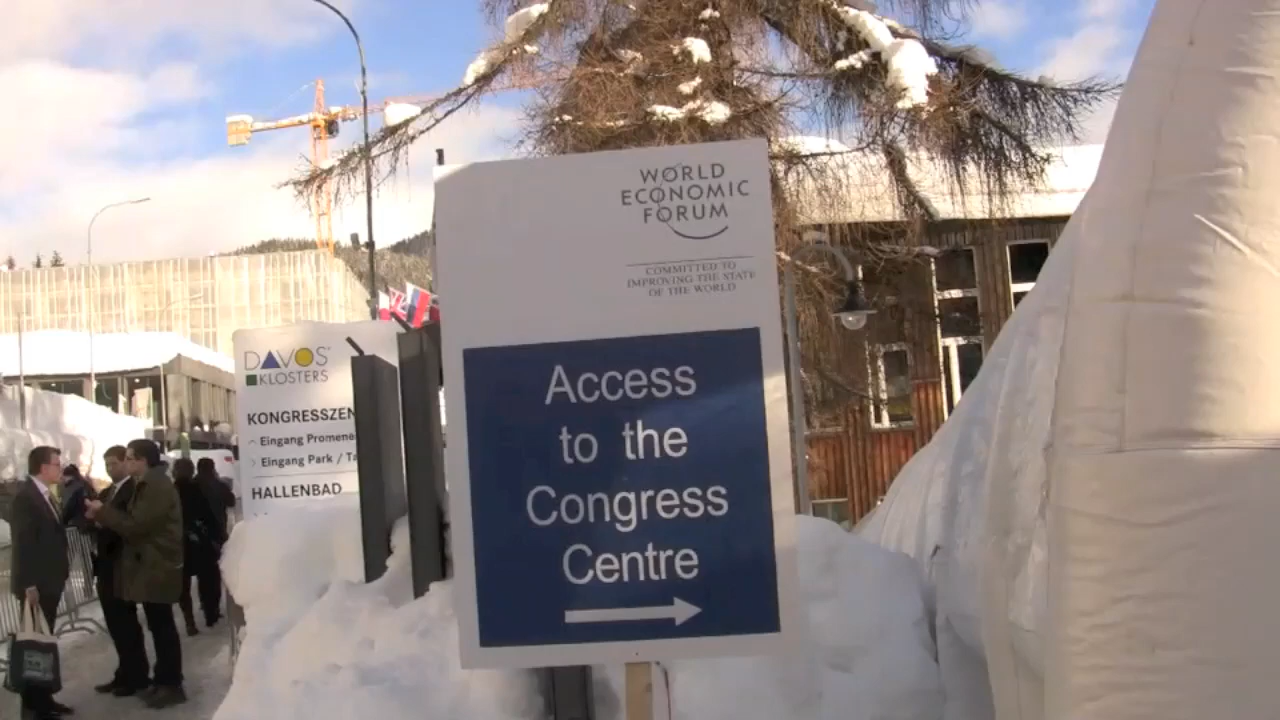 WORLD
ECONOMIC
FORUM
COMMITTED TO
IMPROVING THE STATE
OF THE WORLD
Access
to the
Congress
Centre
DAVOS
KLOSTERS
KONGRESSZEN
Eingang Promene
Eingang Park / Ta
HALLENBAD